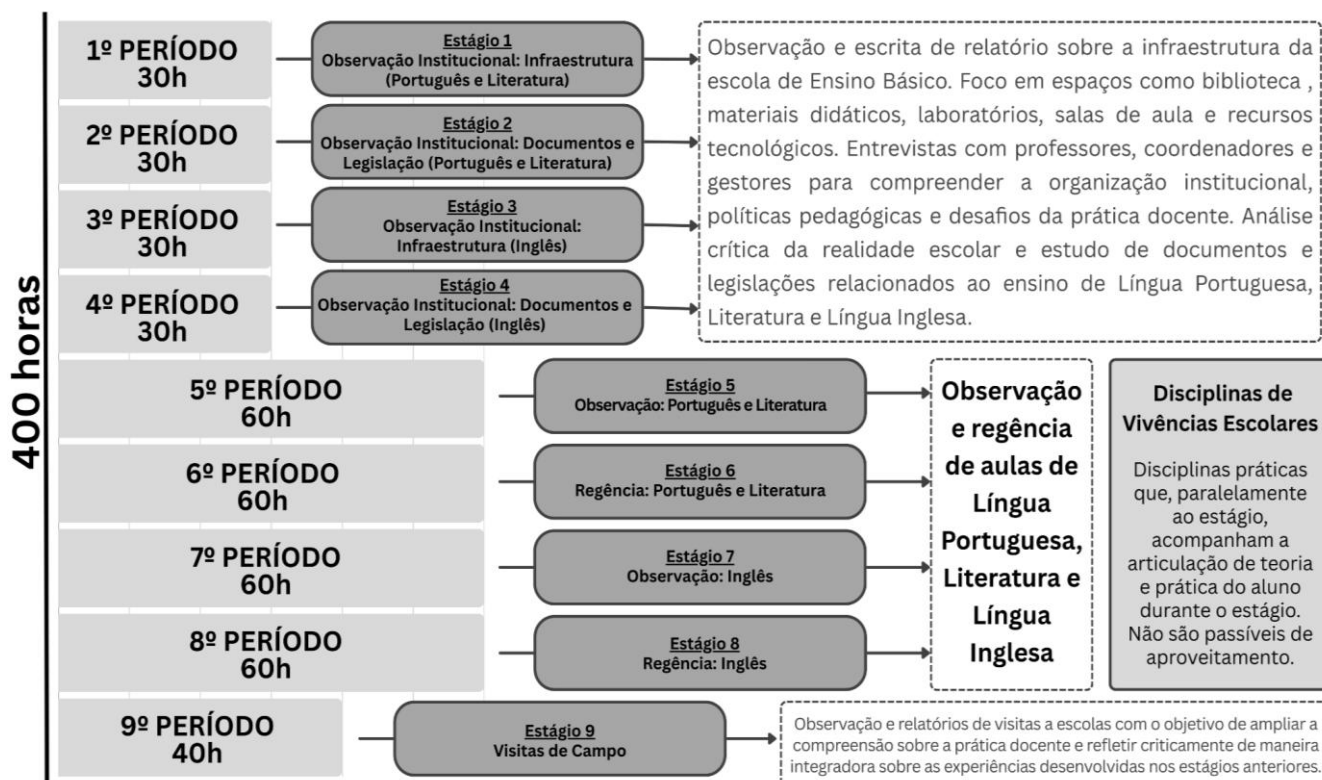 400 horas
1º PERÍODO
30h
Estágio 1
Observação Institucional: Infraestrutura
(Português e Literatura)
2º PERÍODO
30h
Estágio 2
Observação Institucional: Documentos e
Legislação (Português e Literatura)
3º PERÍODO
30h
Estágio 3
Observação Institucional:
Infraestrutura (Inglês)
4º PERÍODO
30h
Estágio 4
Observação Institucional: Documentos e
Legislação (Inglês)
Observação e escrita de relatório sobre a infraestrutura da
escola de Ensino Básico. Foco em espaços como biblioteca ,
materiais didáticos, laboratórios, salas de aula e recursos
tecnológicos. Entrevistas com professores, coordenadores e
gestores para compreender a organização institucional,
políticas pedagógicas e desafios da prática docente. Análise
crítica da realidade escolar e estudo de documentos e
legislações relacionados ao ensino de Língua Portuguesa,
Literatura e Língua Inglesa.
5º PERÍODO
60h
Estágio 5
Observação: Português e Literatura
6º PERÍODO
60h
Estágio 6
Regência: Português e Literatura
7º PERÍODO
60h
Estágio 7
Observação: Inglês
8º PERÍODO
60h
Estágio 8
Regência: Inglês
Observação
e regência
de aulas de
Língua
Portuguesa,
Literatura e
Língua
Inglesa
Disciplinas de
Vivências Escolares
Disciplinas práticas
que, paralelamente
ao estágio,
acompanham a
articulação de teoria
e prática do aluno
durante o estágio.
Não são passíveis de
aproveitamento.
9º PERÍODO
40h
Estágio 9
Visitas de Campo
Observação e relatórios de visitas a escolas com o objetivo de ampliar a
compreensão sobre a prática docente e refletir criticamente de maneira
integradora sobre as experiências desenvolvidas nos estágios anteriores.